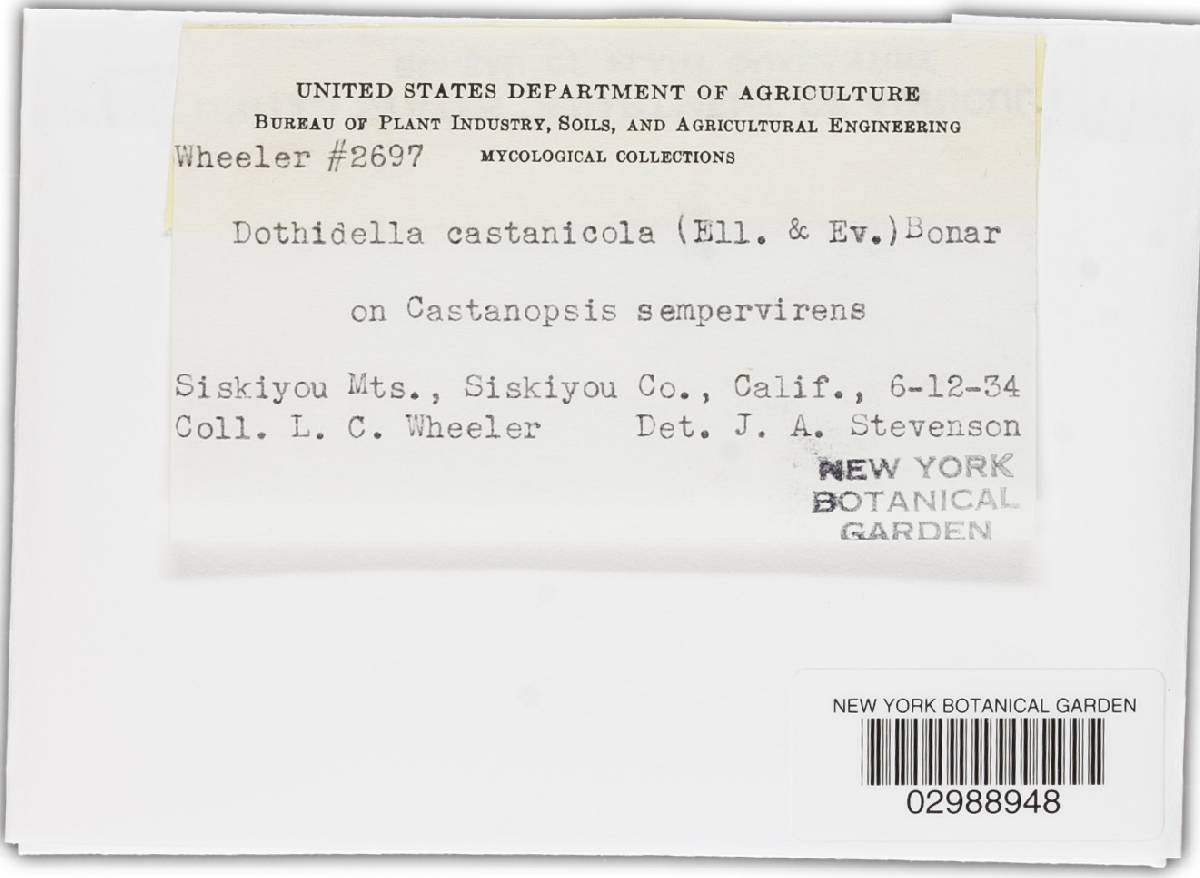 UNITED STATES DEPARTMENT OF AGRICULTURE
BUREAU OF PLANT INDUSTRY, SOILS, AND AGRICULTURAL ENGINEERING
Wheeler #2697 MYCOLOGICAL COLLECTIONS
Dothidella castanicola (Ell. & Ev.) Bonar
on Castanopsis sempervirens
Siskiyou Mts., Siskiyou Co., Calif., 6-12-34
Coll. L. C. Wheeler Det. J. A. Stevenson
NEW YORK
BOTANICAL
GARDEN
NEW YORK BOTANICAL GARDEN
02988948